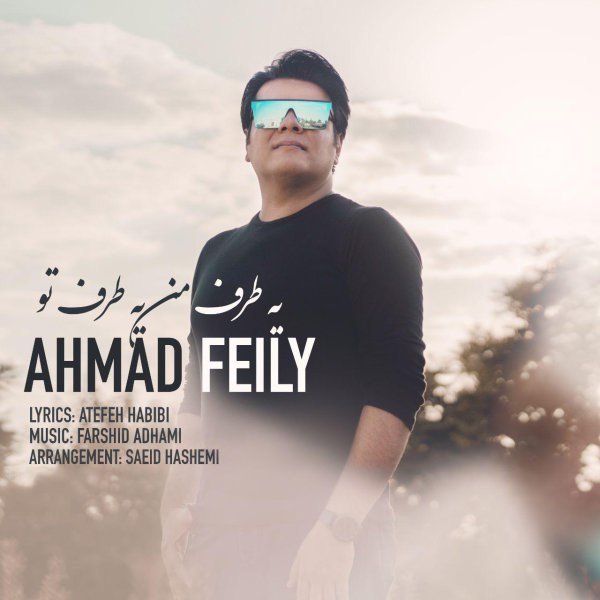 یه طرف من یه طرف تو
AHMAD FEILY
LYRICS: ATEFEH HABIBI
MUSIC: FARSHID ADHAMI
ARRANGEMENT: SAEID HASHEMI